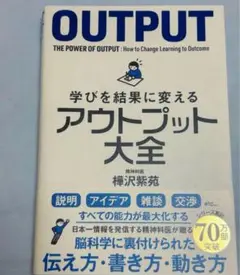 OUTPUT
THE POWER OF OUTPUT : How to Change Learning to Outcome
学びを結果に変える
アウトプット
大全
精神科医
樺沢紫苑
説明 アイデア 雑談 交渉 etc...
すべての能力が最大化する
日本一情報を発信する精神科医が贈る
脳科学に裏付けられた
伝え方・書き方・動き方
70万部
突破